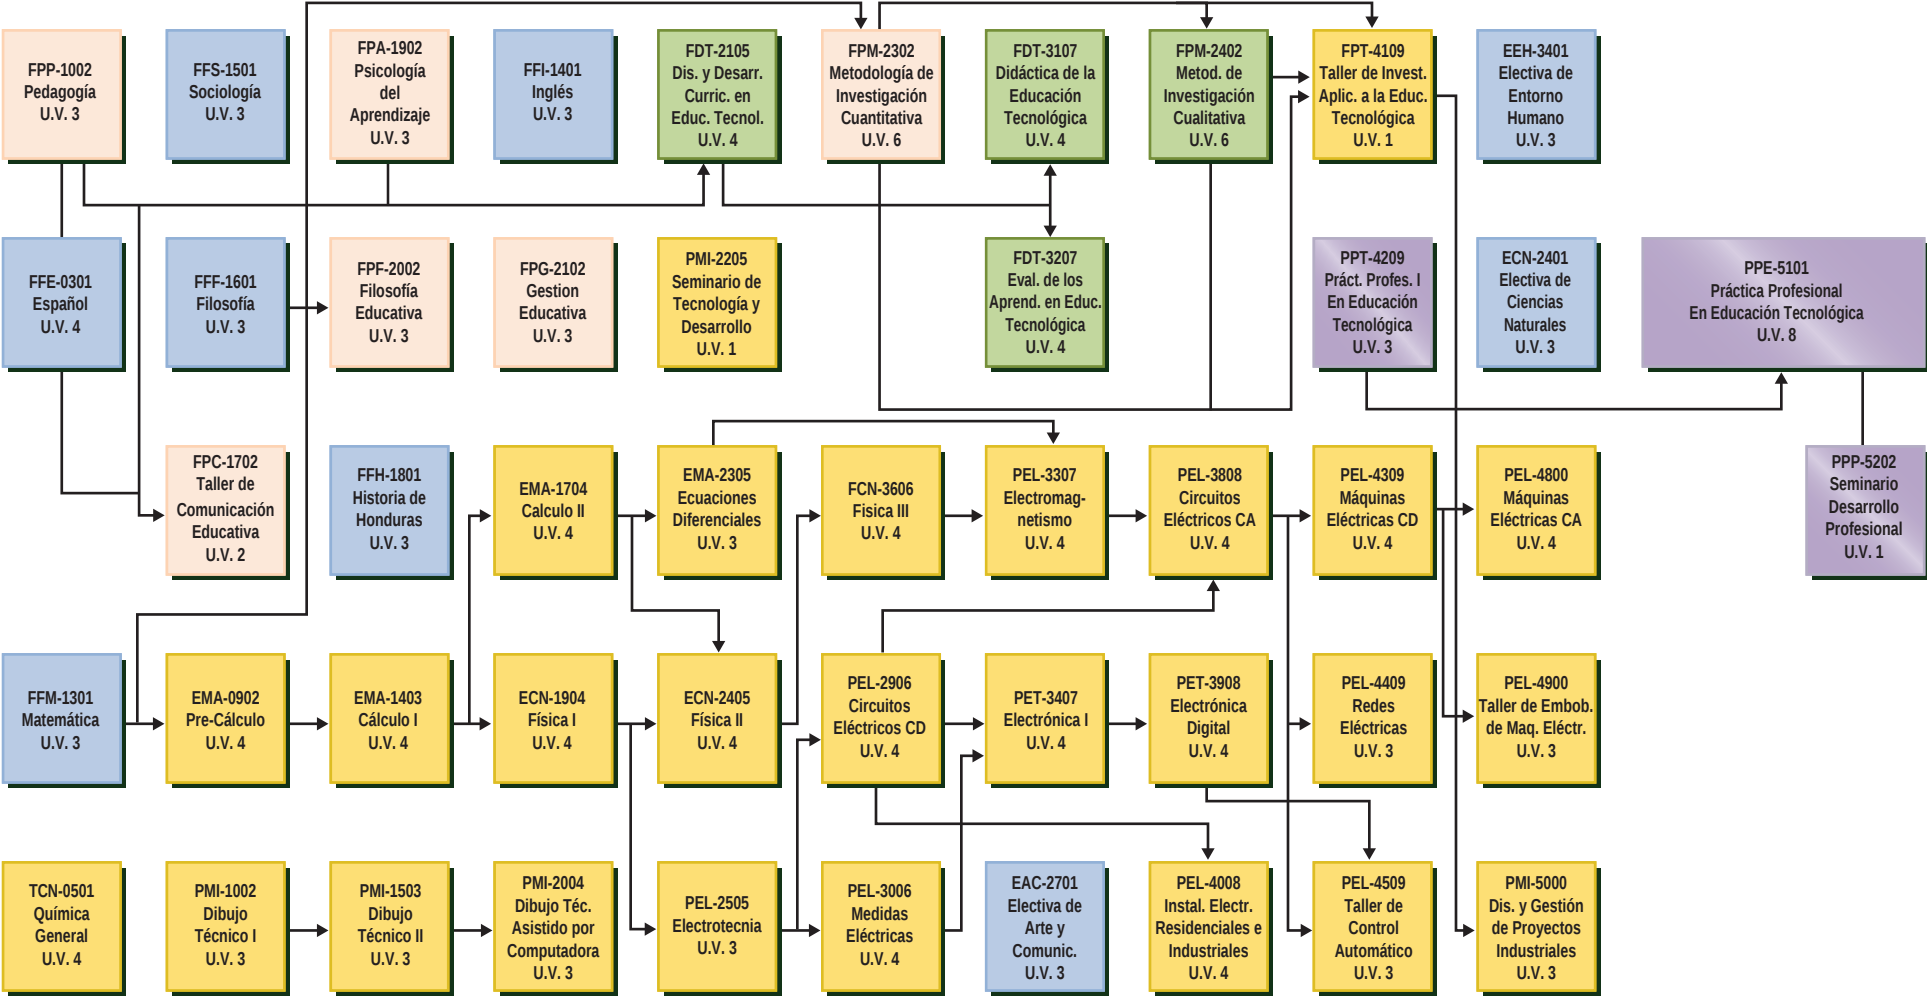 FPP-1002
Pedagogía
U.V. 3
FFS-1501
Sociología
U.V. 3
FPA-1902
Psicología
del
Aprendizaje
U.V. 3
FFI-1401
Inglés
U.V. 3
FDT-2105
Dis. y Desarr.
Curric. en
Educ. Tecnol.
U.V. 4
FPM-2302
Metodología de
Investigación
Cuantitativa
U.V. 6
FDT-3107
Didáctica de la
Educación
Tecnológica
U.V. 4
FPM-2402
Metod. de
Investigación
Cualitativa
U.V. 6
FPT-4109
Taller de Invest.
Aplic. a la Educ.
Tecnológica
U.V. 1
EEH-3401
Electiva de
Entorno
Humano
U.V. 3
FFE-0301
Español
U.V. 4
FFF-1601
Filosofía
U.V. 3
FPF-2002
Filosofía
Educativa
U.V. 3
FPG-2102
Gestion
Educativa
U.V. 3
PMI-2205
Seminario de
Tecnología y
Desarrollo
U.V. 1
FDT-3207
Eval. de los
Aprend. en Educ.
Tecnológica
U.V. 4
PPT-4209
Práct. Profes. I
En Educación
Tecnológica
U.V. 3
ECN-2401
Electiva de
Ciencias
Naturales
U.V. 3
PPE-5101
Práctica Profesional
En Educación Tecnológica
U.V. 8
FPC-1702
Taller de
Comunicación
Educativa
U.V. 2
FFH-1801
Historia de
Honduras
U.V. 3
EMA-1704
Calculo II
U.V. 4
EMA-2305
Ecuaciones
Diferenciales
U.V. 3
FCN-3606
Fisica III
U.V. 4
PEL-3307
Electromag-
netismo
U.V. 4
PEL-3808
Circuitos
Eléctricos CA
U.V. 4
PEL-4309
Máquinas
Eléctricas CD
U.V. 4
PEL-4800
Máquinas
Eléctricas CA
U.V. 4
PPP-5202
Seminario
Desarrollo
Profesional
U.V. 1
FFM-1301
Matemática
U.V. 3
EMA-0902
Pre-Cálculo
U.V. 4
EMA-1403
Cálculo I
U.V. 4
ECN-1904
Física I
U.V. 4
ECN-2405
Física II
U.V. 4
PEL-2906
Circuitos
Eléctricos CD
U.V. 4
PET-3407
Electrónica I
U.V. 4
PET-3908
Electrónica
Digital
U.V. 4
PEL-4409
Redes
Eléctricas
U.V. 3
PEL-4900
Taller de Embob.
de Maq. Eléctr.
U.V. 3
TCN-0501
Química
General
U.V. 4
PMI-1002
Dibujo
Técnico I
U.V. 3
PMI-1503
Dibujo
Técnico II
U.V. 3
PMI-2004
Dibujo Téc.
Asistido por
Computadora
U.V. 3
PEL-2505
Electrotecnia
U.V. 3
PEL-3006
Medidas
Eléctricas
U.V. 4
EAC-2701
Electiva de
Arte y
Comunic.
U.V. 3
PEL-4008
Instal. Electr.
Residenciales e
Industriales
U.V. 4
PEL-4509
Taller de
Control
Automático
U.V. 3
PMI-5000
Dis. y Gestión
de Proyectos
Industriales
U.V. 3